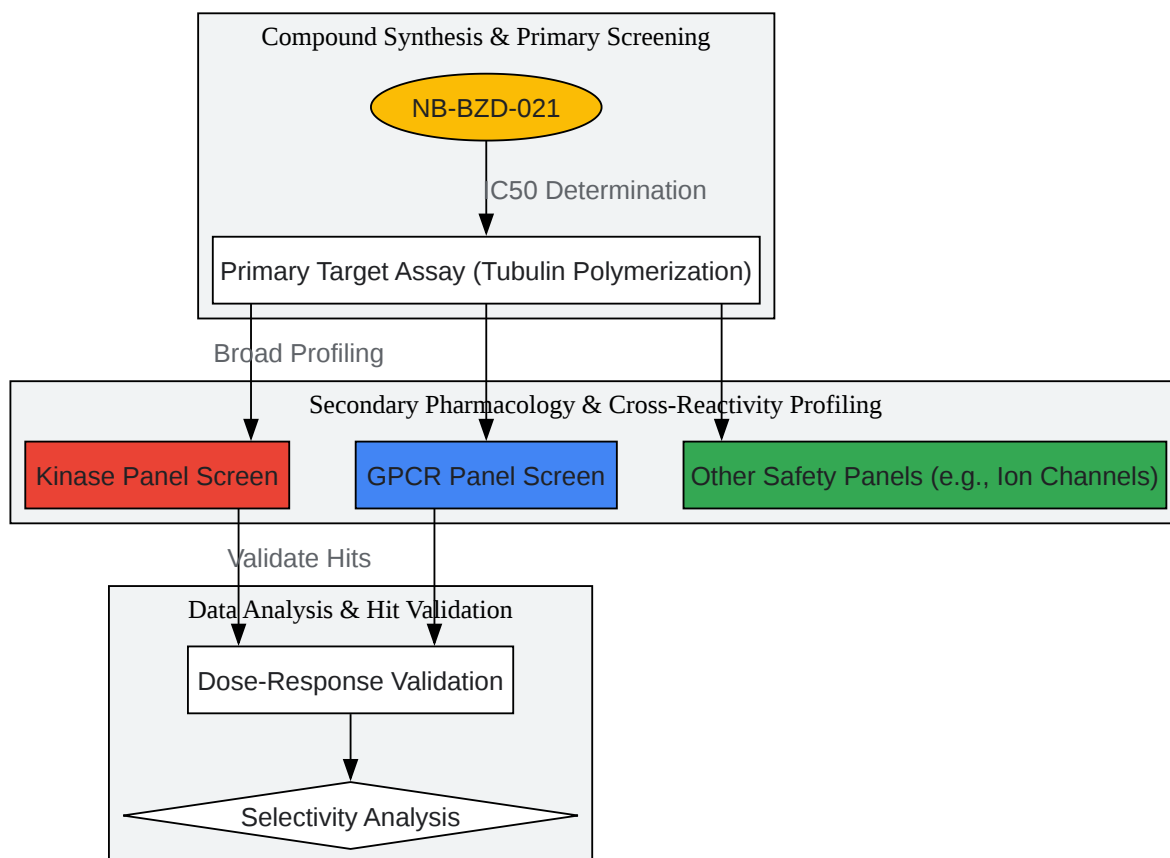 Compound Synthesis & Primary Screening
NB-BZD-021
IC50 Determination
Primary Target Assay (Tubulin Polymerization)
Broad Profiling
Secondary Pharmacology & Cross-Reactivity Profiling
Kinase Panel Screen
GPCR Panel Screen
Other Safety Panels (e.g., Ion Channels)
Validate Hits
Data Analysis & Hit Validation
Dose-Response Validation
Selectivity Analysis